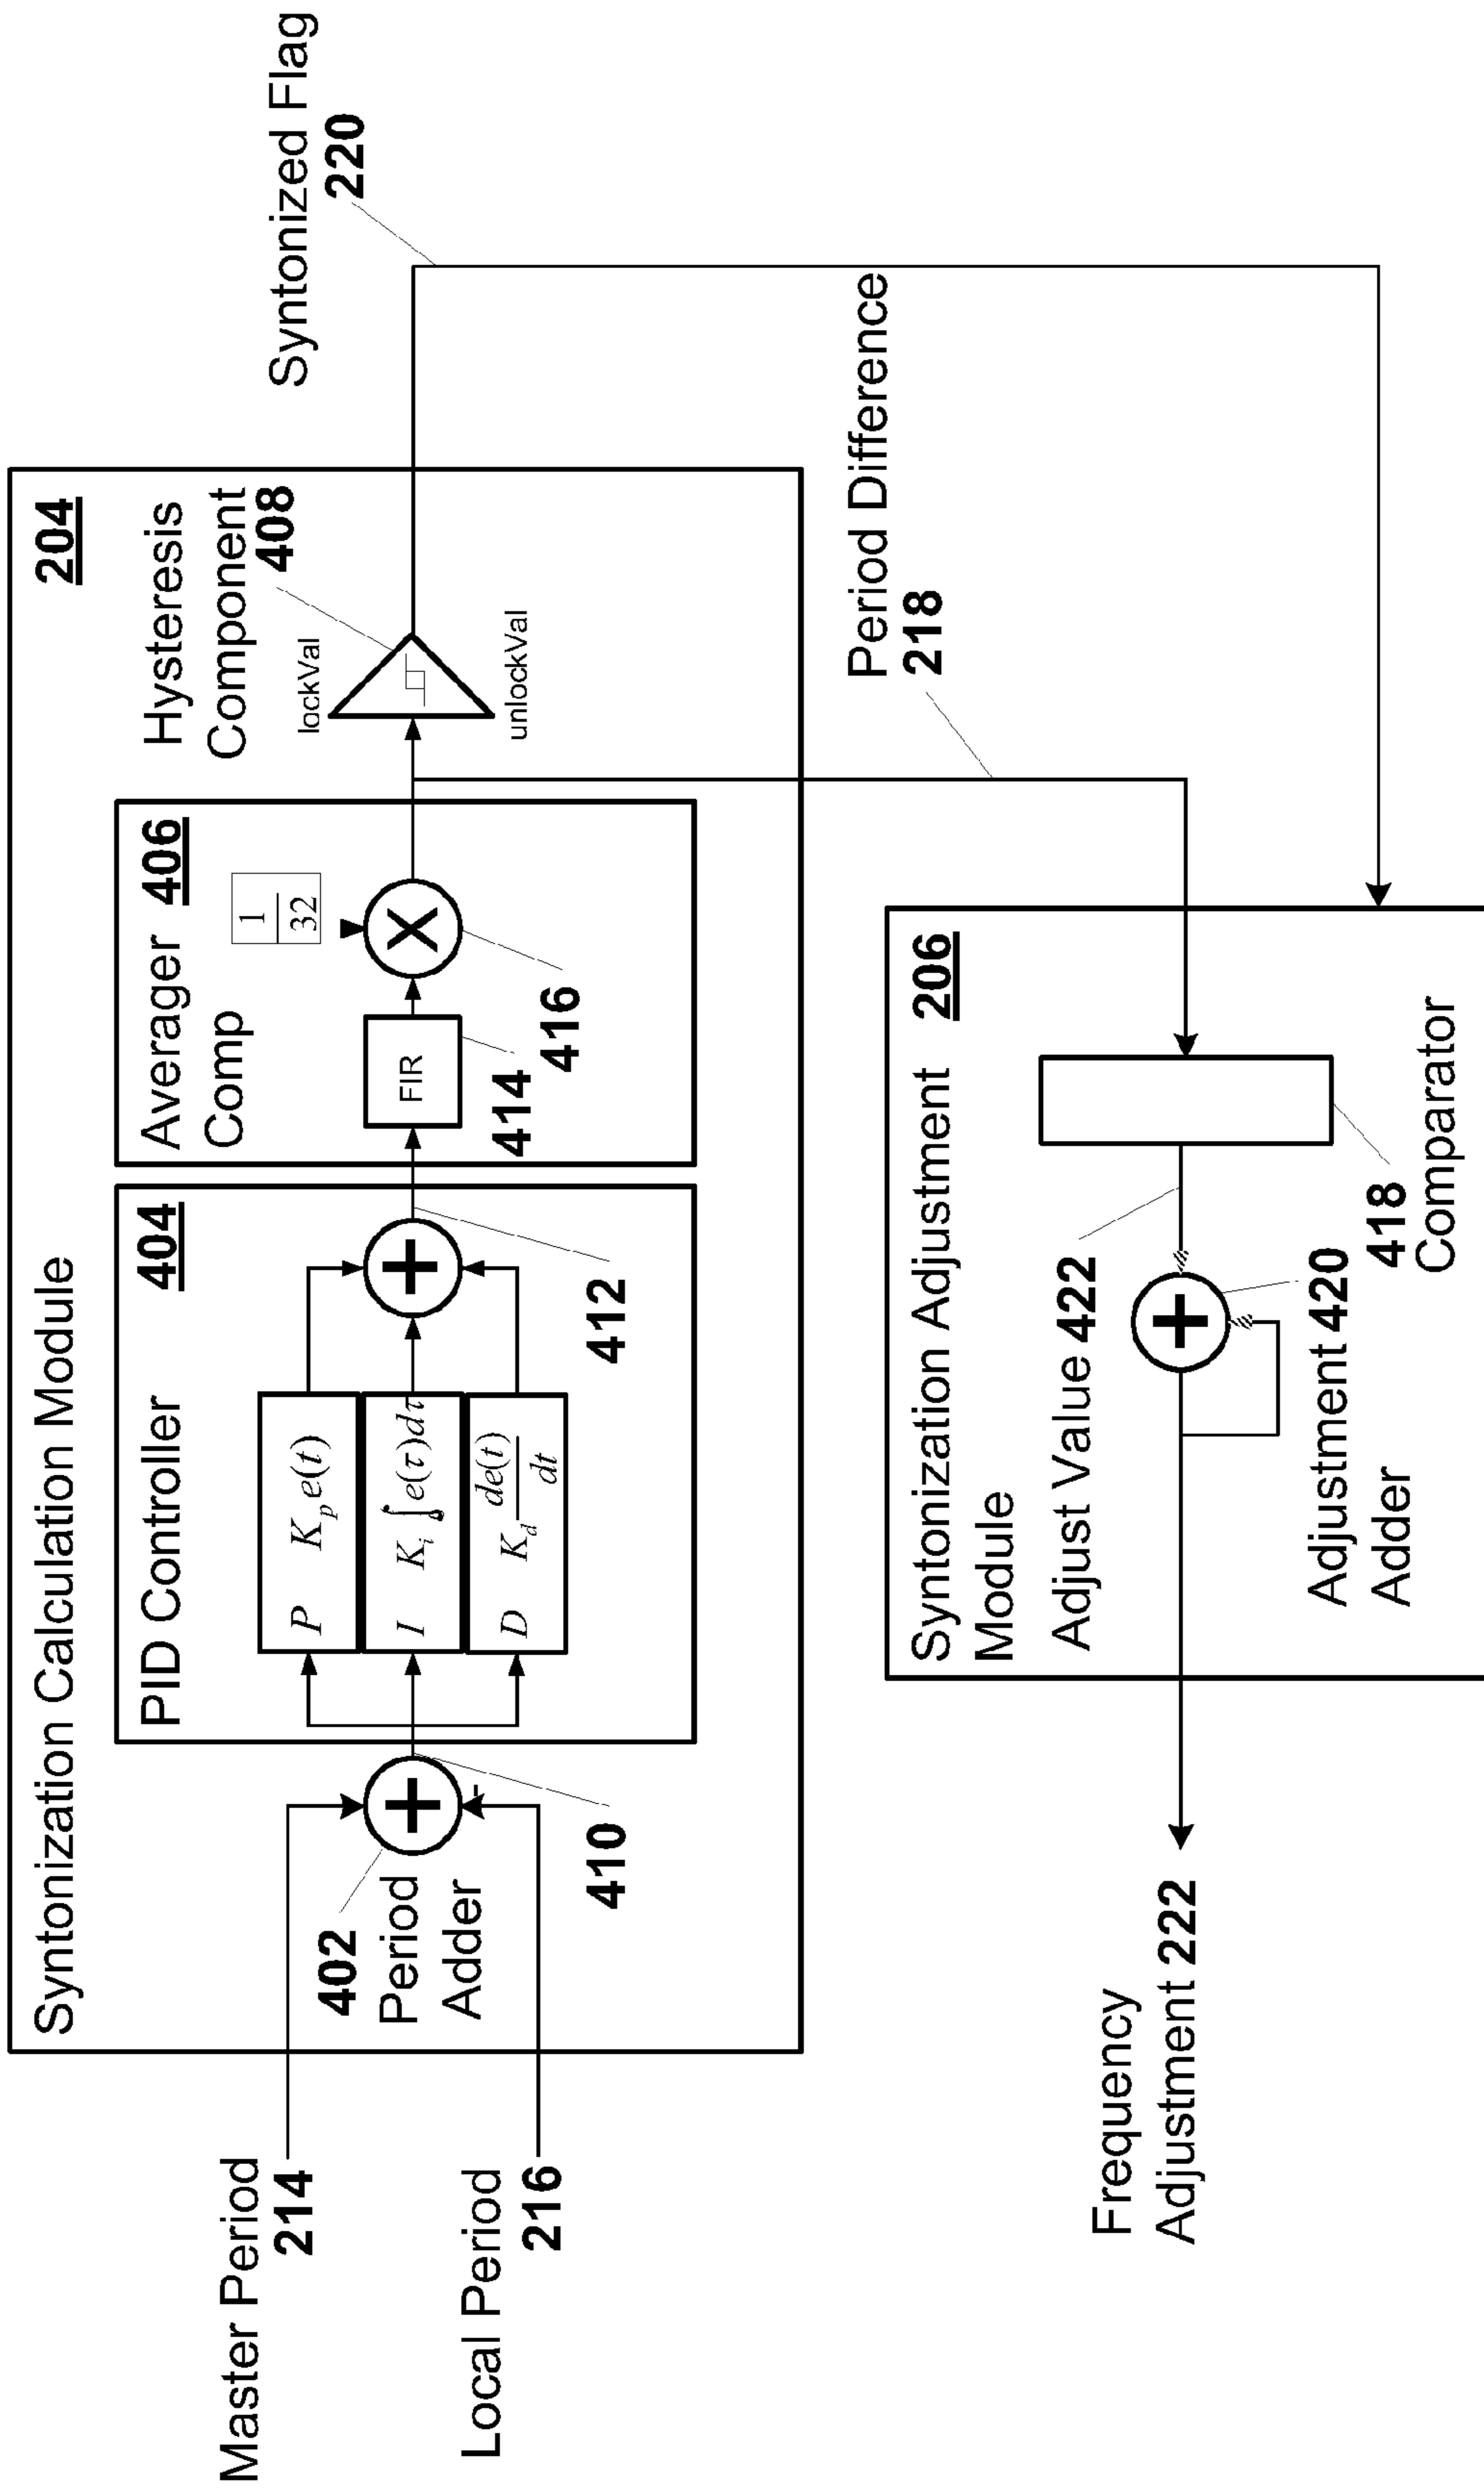 Syntonization Calculation Module
204
Master Period
214
Local Period
216
402
Period
Adder
410
PID Controller
404
P K_p e(t)
I K_i ∫ e(τ)dτ
D K_d de(t)/dt
412
Averager
Comp
406
1/32
FIR
414
416
Hysteresis
Component
408
lockVal
unlockVal
Syntonized Flag
220
Period Difference
218
Syntonization Adjustment
Module
206
Adjust Value 422
418
Comparator
Adjustment 420
Adder
Frequency
Adjustment 222